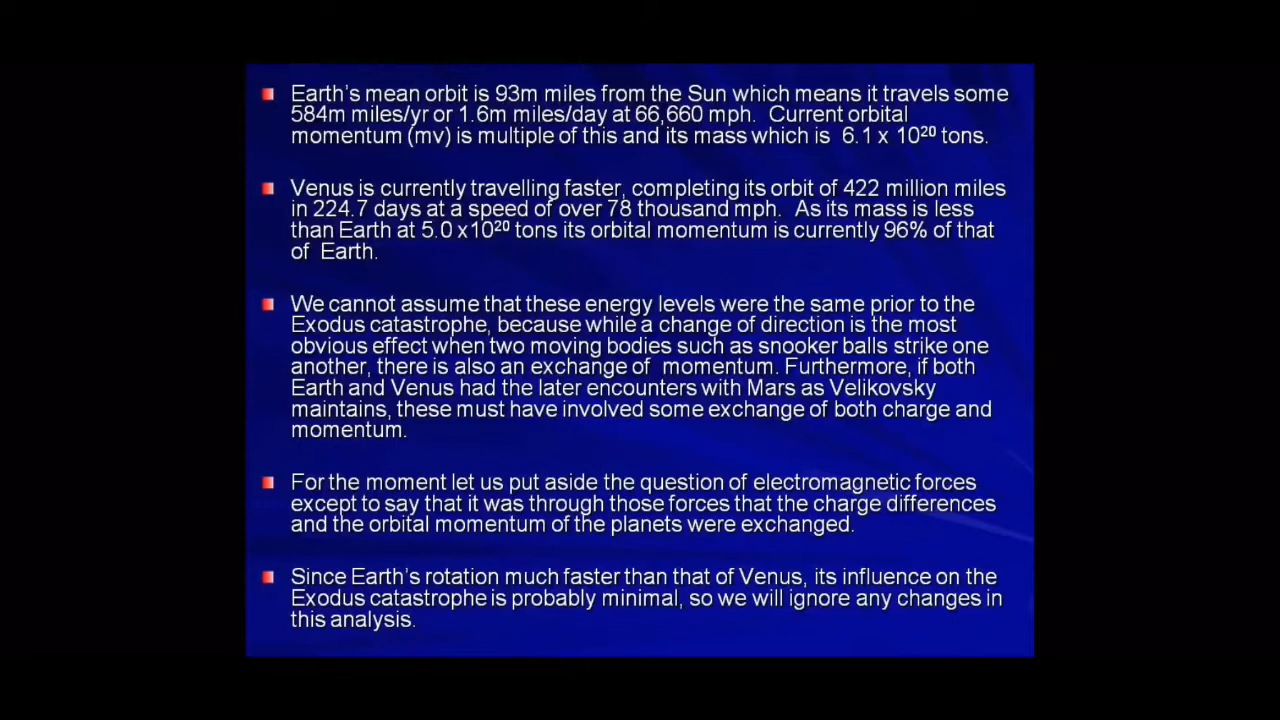 Earth's mean orbit is 93m miles from the Sun which means it travels some
584m miles/yr or 1.6m miles/day at 66,660 mph. Current orbital
momentum (mv) is multiple of this and its mass which is 6.1 x 10²⁰ tons.
Venus is currently travelling faster, completing its orbit of 422 million miles
in 224.7 days at a speed of over 78 thousand mph. As its mass is less
than Earth at 5.0 x10²⁰ tons its orbital momentum is currently 96% of that
of Earth.
We cannot assume that these energy levels were the same prior to the
Exodus catastrophe, because while a change of direction is the most
obvious effect when two moving bodies such as snooker balls strike one
another, there is also an exchange of momentum. Furthermore, if both
Earth and Venus had the later encounters with Mars as Velikovsky
maintains, these must have involved some exchange of both charge and
momentum.
For the moment let us put aside the question of electromagnetic forces
except to say that it was through those forces that the charge differences
and the orbital momentum of the planets were exchanged.
Since Earth's rotation much faster than that of Venus, its influence on the
Exodus catastrophe is probably minimal, so we will ignore any changes in
this analysis.